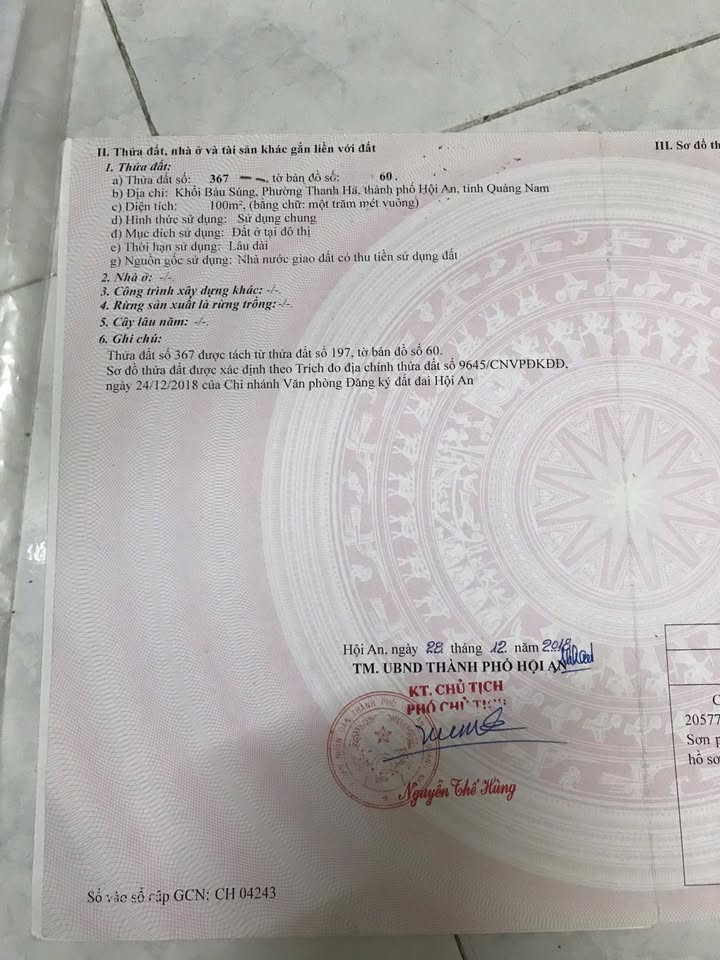 II. Thửa đất, nhà ở và tài sản khác gắn liền với đất
1. Thửa đất:
a) Thửa đất số: 367, tờ bản đồ số: 60.
b) Địa chỉ: Khối Bàu Súng, Phường Thanh Hà, thành phố Hội An, tỉnh Quảng Nam
c) Diện tích: 100m², (bằng chữ: một trăm mét vuông)
d) Hình thức sử dụng: Sử dụng chung
đ) Mục đích sử dụng: Đất ở tại đô thị
e) Thời hạn sử dụng: Lâu dài
g) Nguồn gốc sử dụng: Nhà nước giao đất có thu tiền sử dụng đất
2. Nhà ở: -/-.
3. Công trình xây dựng khác: -/-.
4. Rừng sản xuất là rừng trồng: -/-.
5. Cây lâu năm: -/-.
6. Ghi chú:
Thửa đất số 367 được tách từ thửa đất số 197, tờ bản đồ số 60.
Sơ đồ thửa đất được xác định theo Trích đo địa chính thửa đất số 9645/CNVPĐKĐĐ,
ngày 24/12/2018 của Chi nhánh Văn phòng Đăng ký đất đai Hội An
Hội An, ngày 28 tháng 12 năm 2018
TM. UBND THÀNH PHỐ HỘI AN
KT. CHỦ TỊCH
PHÓ CHỦ TỊCH
Nguyễn Thế Hùng
Số vào sổ cấp GCN: CH 04243
III. Sơ đồ th
C
20577
Sơn p
hồ sơ